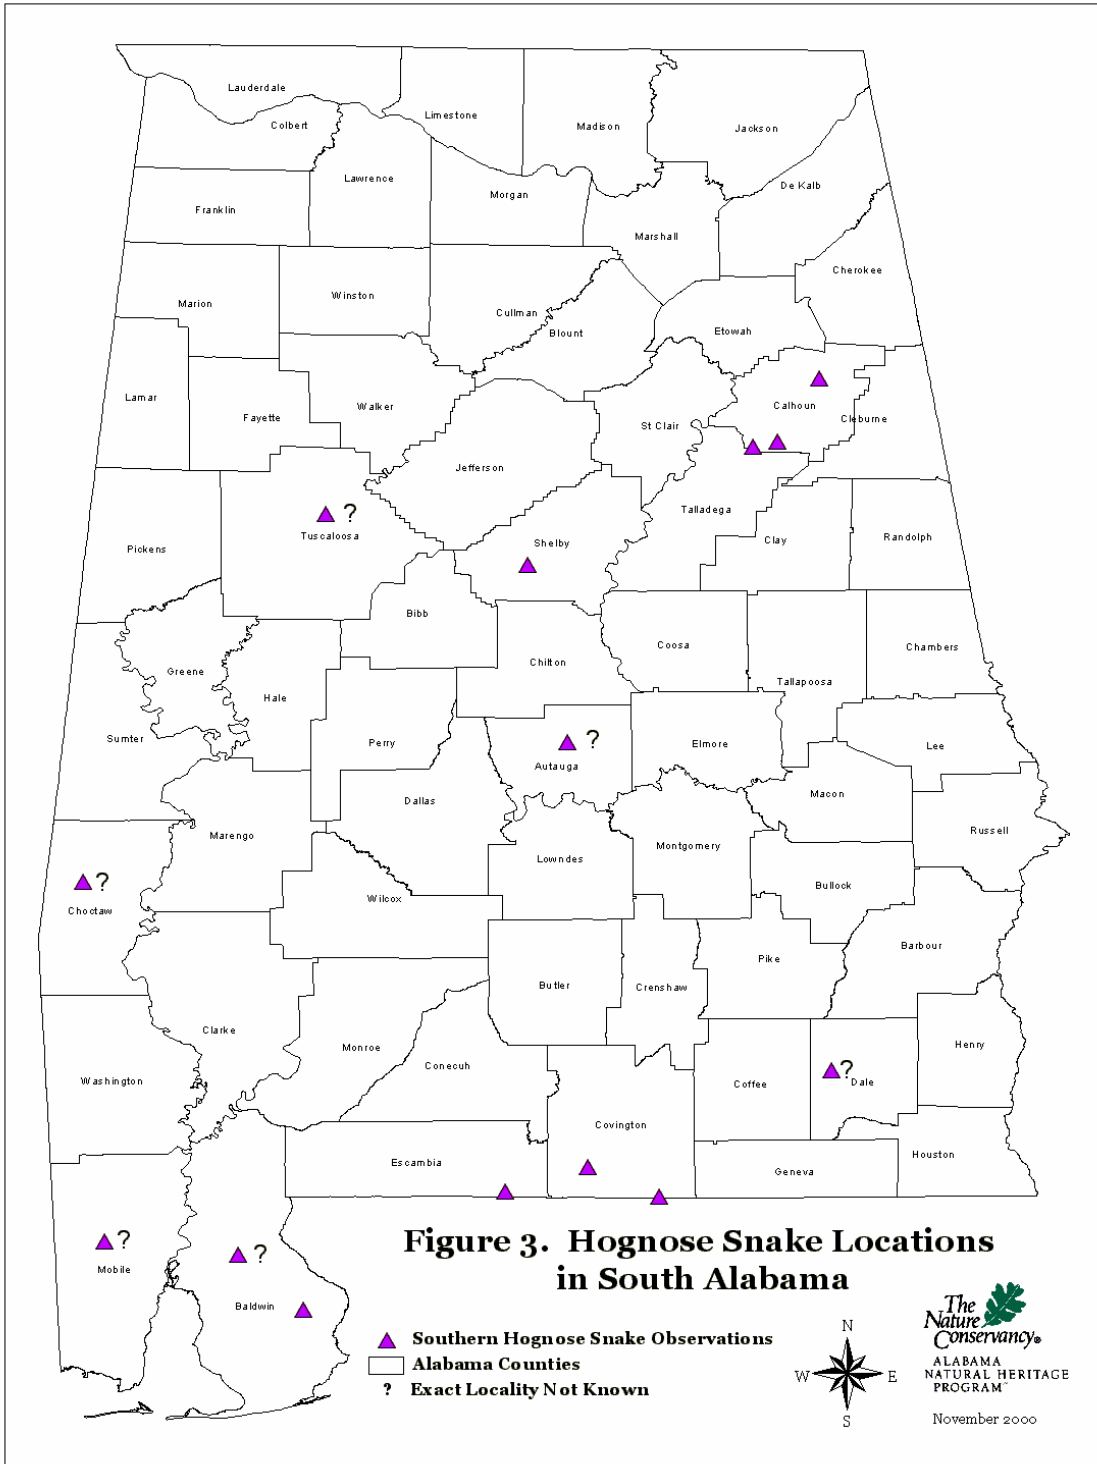 Lauderdale
Limestone
Colbert
Madison
Jackson
Lawrence
De Kalb
Morgan
Franklin
Marshall
Cherokee
Winston
Marion
Cullman
Blount
Etowah
Lamar
Walker
Calhoun
Fayette
St Clair
Cleburne
Jefferson
Talladega
?
Tuscaloosa
Shelby
Clay
Randolph
Pickens
Bibb
Coosa
Chambers
Chilton
Greene
Tallapoosa
Hale
Sumter
Perry
?
Elmore
Lee
Autauga
Macon
Dallas
Russell
Marengo
Montgomery
Lowndes
?
Bullock
Choctaw
Wilcox
Barbour
Pike
Butler
Crenshaw
Clarke
Henry
Monroe
Conecuh
?
Washington
Coffee
Dale
Covington
Escambia
Houston
Geneva
?
Mobile
?
Baldwin
Figure 3. Hognose Snake Locations
in South Alabama
Southern Hognose Snake Observations
Alabama Counties
? Exact Locality Not Known
N
W E
S
The
Nature
Conservancy®
ALABAMA
NATURAL HERITAGE
PROGRAM™
November 2000